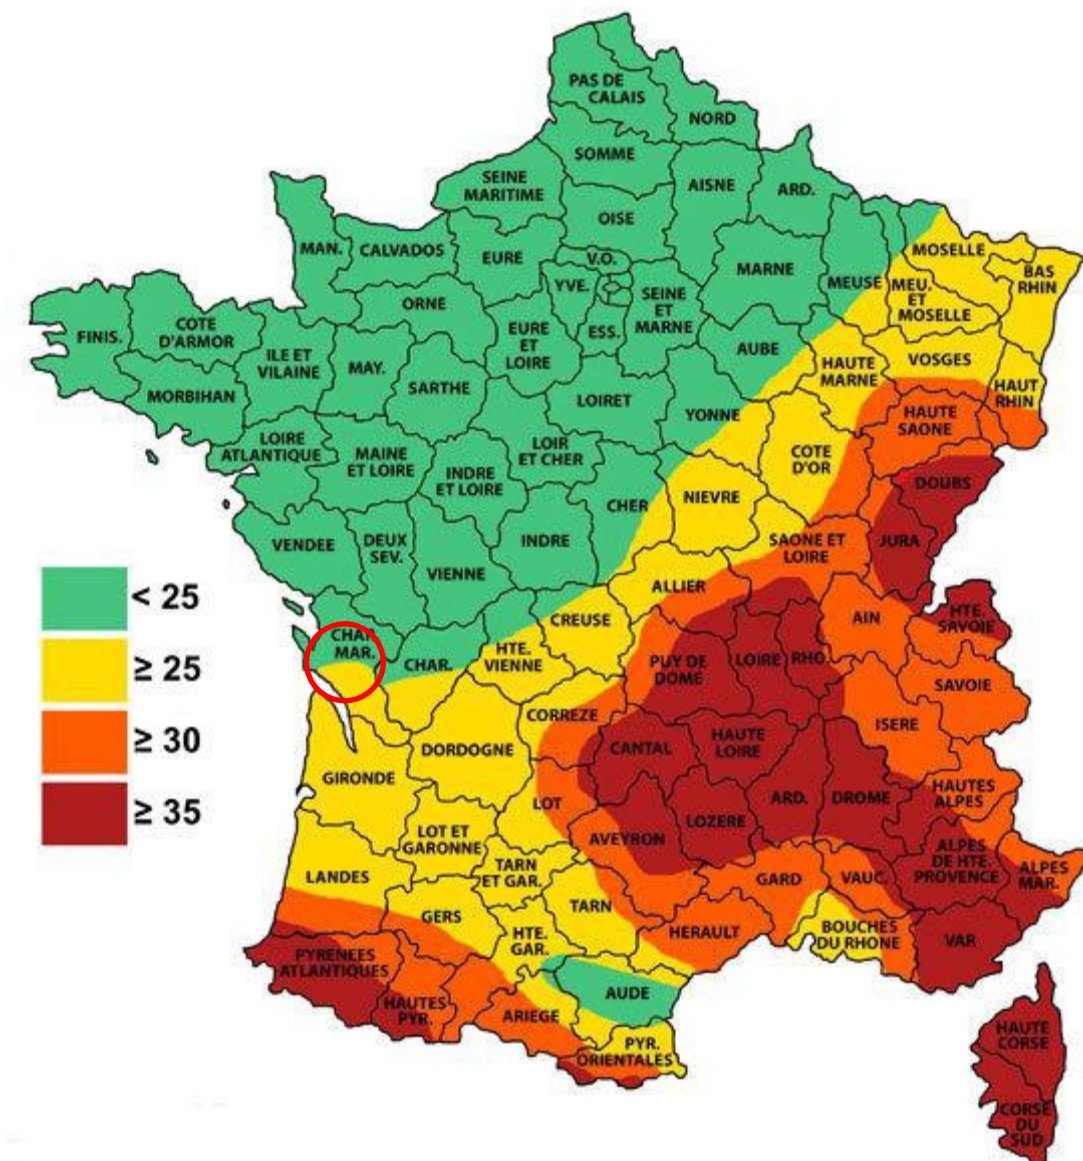 PAS DE
CALAIS
NORD
SOMME
SEINE
MARITIME
AISNE
ARD.
OISE
MAN.
CALVADOS
EURE
V.O.
MARNE
MEUSE
MOSELLE
BAS
RHIN
MEU.
ET
MOSELLE
YVE.
SEINE
ET
MARNE
ORNE
FINIS.
COTE
D'ARMOR
ILE ET
VILAINE
MAY.
EURE
ET
LOIRE
ESS.
AUBE
HAUTE
MARNE
VOSGES
HAUT
RHIN
MORBIHAN
SARTHE
LOIRET
YONNE
HAUTE
SAONE
LOIRE
ATLANTIQUE
MAINE
ET LOIRE
LOIR
ET CHER
INDRE
ET LOIRE
CHER
NIEVRE
COTE
D'OR
DOUBS
VENDEE
DEUX
SEV.
VIENNE
INDRE
SAONE ET
LOIRE
JURA
ALLIER
< 25
≥ 25
≥ 30
≥ 35
CHAR.
MAR.
CHAR.
HTE.
VIENNE
CREUSE
PUY DE
DOME
LOIRE
RHO.
AIN
HTE.
SAVOIE
SAVOIE
CORREZE
ISERE
GIRONDE
DORDOGNE
CANTAL
HAUTE
LOIRE
ARD.
DROME
HAUTES
ALPES
LOT
LOT ET
GARONNE
AVEYRON
LOZERE
ALPES
DE HTE.
PROVENCE
ALPES
MAR.
LANDES
TARN
ET GAR.
GARD
VAUC.
GERS
TARN
HERAULT
BOUCHES
DU RHONE
VAR
HTE.
GAR.
PYRENEES
ATLANTIQUES
HAUTES
PYR.
ARIEGE
AUDE
PYR.
ORIENTALES
HAUTE
CORSE
CORSE
DU
SUD